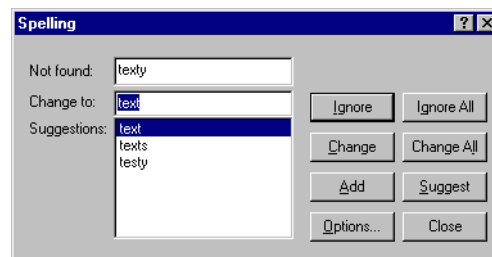 Spelling
Not found: texty
Change to: text
Ignore Ignore All
Suggestions: text
texts
testy
Change Change All
Add Suggest
Options... Close